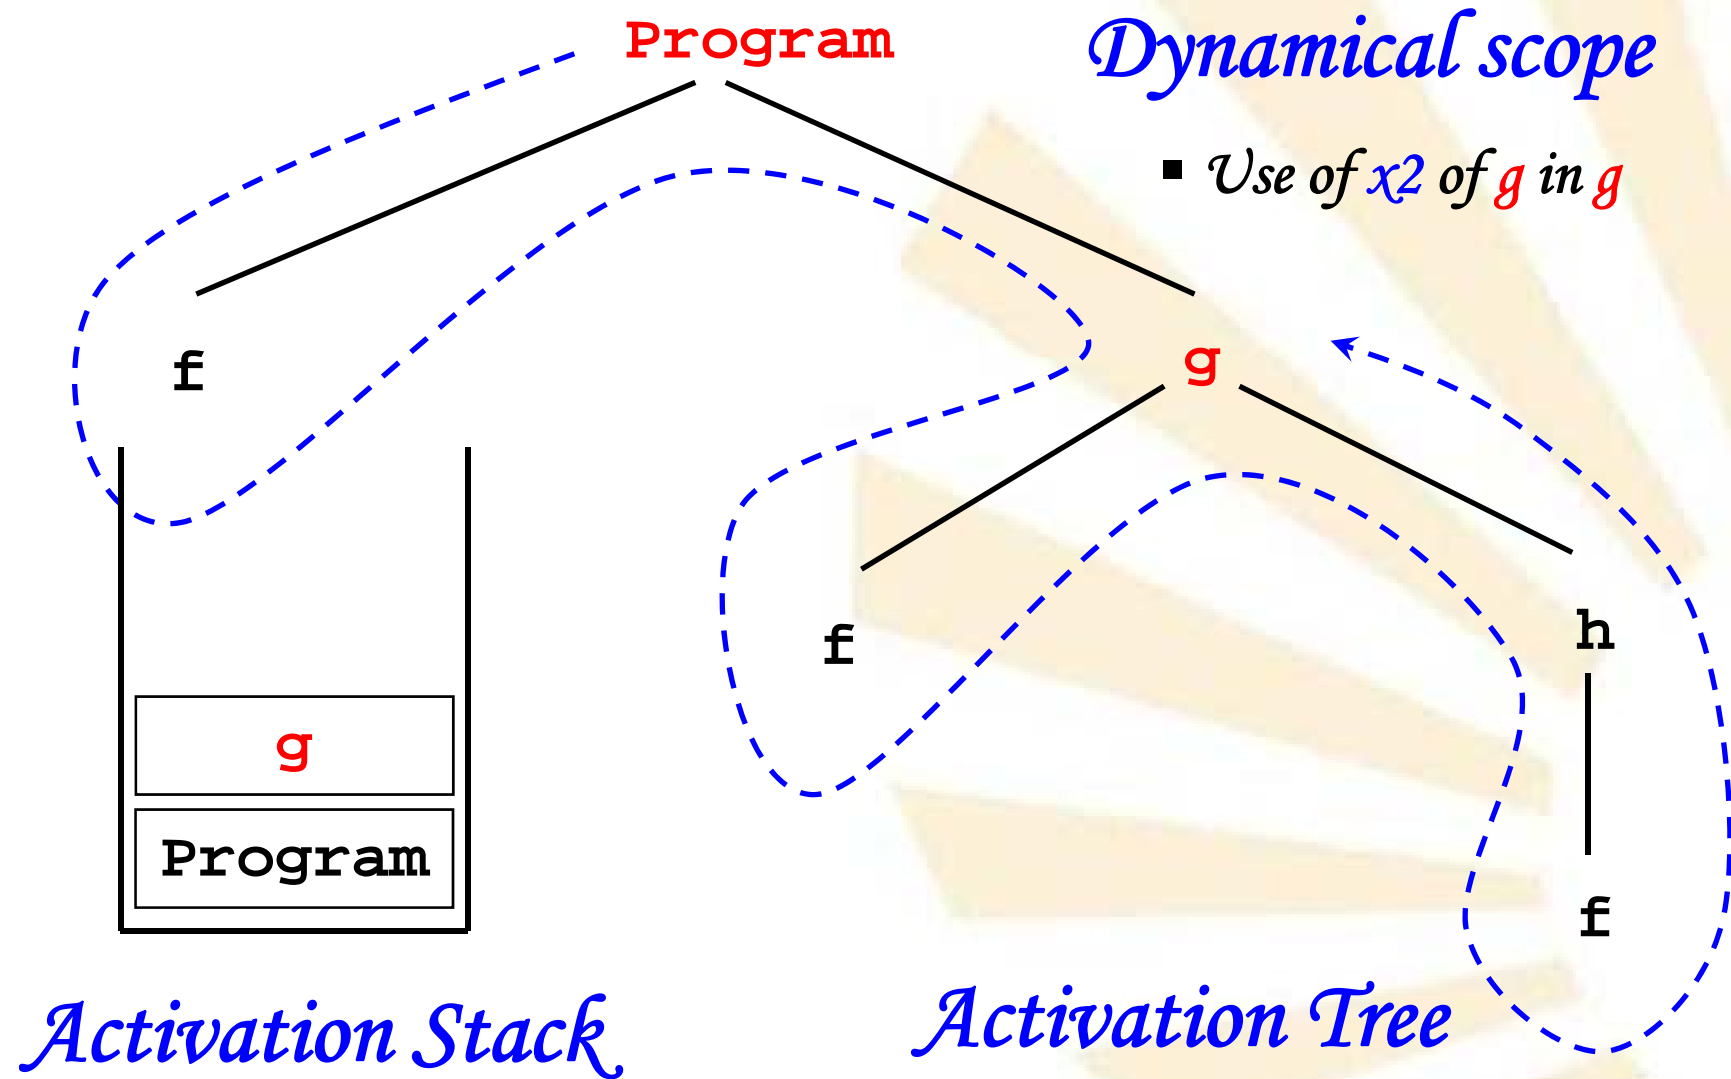 Program
Dynamical scope
Use of x2 of g in g
f
g
f
h
g
Program
f
Activation Stack
Activation Tree